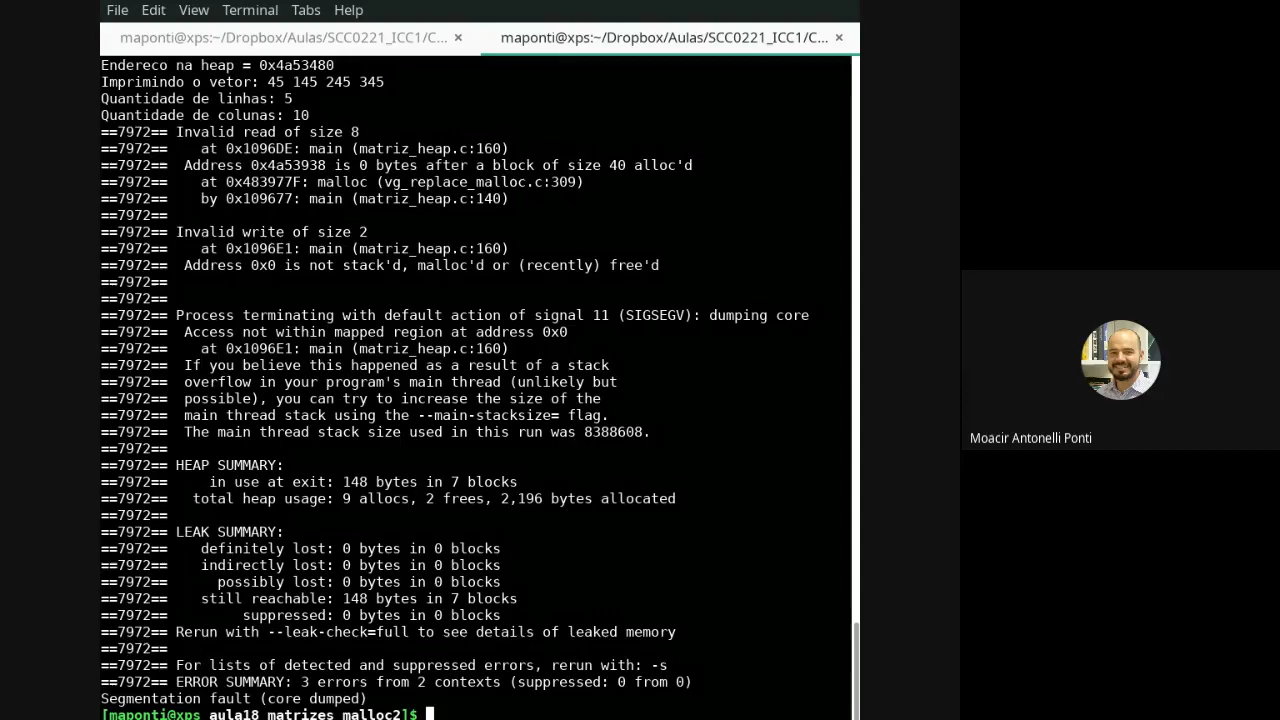 File Edit View Terminal Tabs Help
maponti@xps:~/Dropbox/Aulas/SCC0221_ICC1/C... × maponti@xps:~/Dropbox/Aulas/SCC0221_ICC1/C... ×
Endereco na heap = 0x4a53480
Imprimindo o vetor: 45 145 245 345
Quantidade de linhas: 5
Quantidade de colunas: 10
==7972== Invalid read of size 8
==7972==    at 0x1096DE: main (matriz_heap.c:160)
==7972==  Address 0x4a53938 is 0 bytes after a block of size 40 alloc'd
==7972==    at 0x483977F: malloc (vg_replace_malloc.c:309)
==7972==    by 0x109677: main (matriz_heap.c:140)
==7972==
==7972== Invalid write of size 2
==7972==    at 0x1096E1: main (matriz_heap.c:160)
==7972==  Address 0x0 is not stack'd, malloc'd or (recently) free'd
==7972==
==7972==
==7972== Process terminating with default action of signal 11 (SIGSEGV): dumping core
==7972==  Access not within mapped region at address 0x0
==7972==    at 0x1096E1: main (matriz_heap.c:160)
==7972==  If you believe this happened as a result of a stack
==7972==  overflow in your program's main thread (unlikely but
==7972==  possible), you can try to increase the size of the
==7972==  main thread stack using the --main-stacksize= flag.
==7972==  The main thread stack size used in this run was 8388608.
==7972==
==7972== HEAP SUMMARY:
==7972==     in use at exit: 148 bytes in 7 blocks
==7972==   total heap usage: 9 allocs, 2 frees, 2,196 bytes allocated
==7972==
==7972== LEAK SUMMARY:
==7972==    definitely lost: 0 bytes in 0 blocks
==7972==    indirectly lost: 0 bytes in 0 blocks
==7972==      possibly lost: 0 bytes in 0 blocks
==7972==    still reachable: 148 bytes in 7 blocks
==7972==         suppressed: 0 bytes in 0 blocks
==7972== Rerun with --leak-check=full to see details of leaked memory
==7972==
==7972== For lists of detected and suppressed errors, rerun with: -s
==7972== ERROR SUMMARY: 3 errors from 2 contexts (suppressed: 0 from 0)
Segmentation fault (core dumped)
[maponti@xps aula18_matrizes_malloc2]$
Moacir Antonelli Ponti